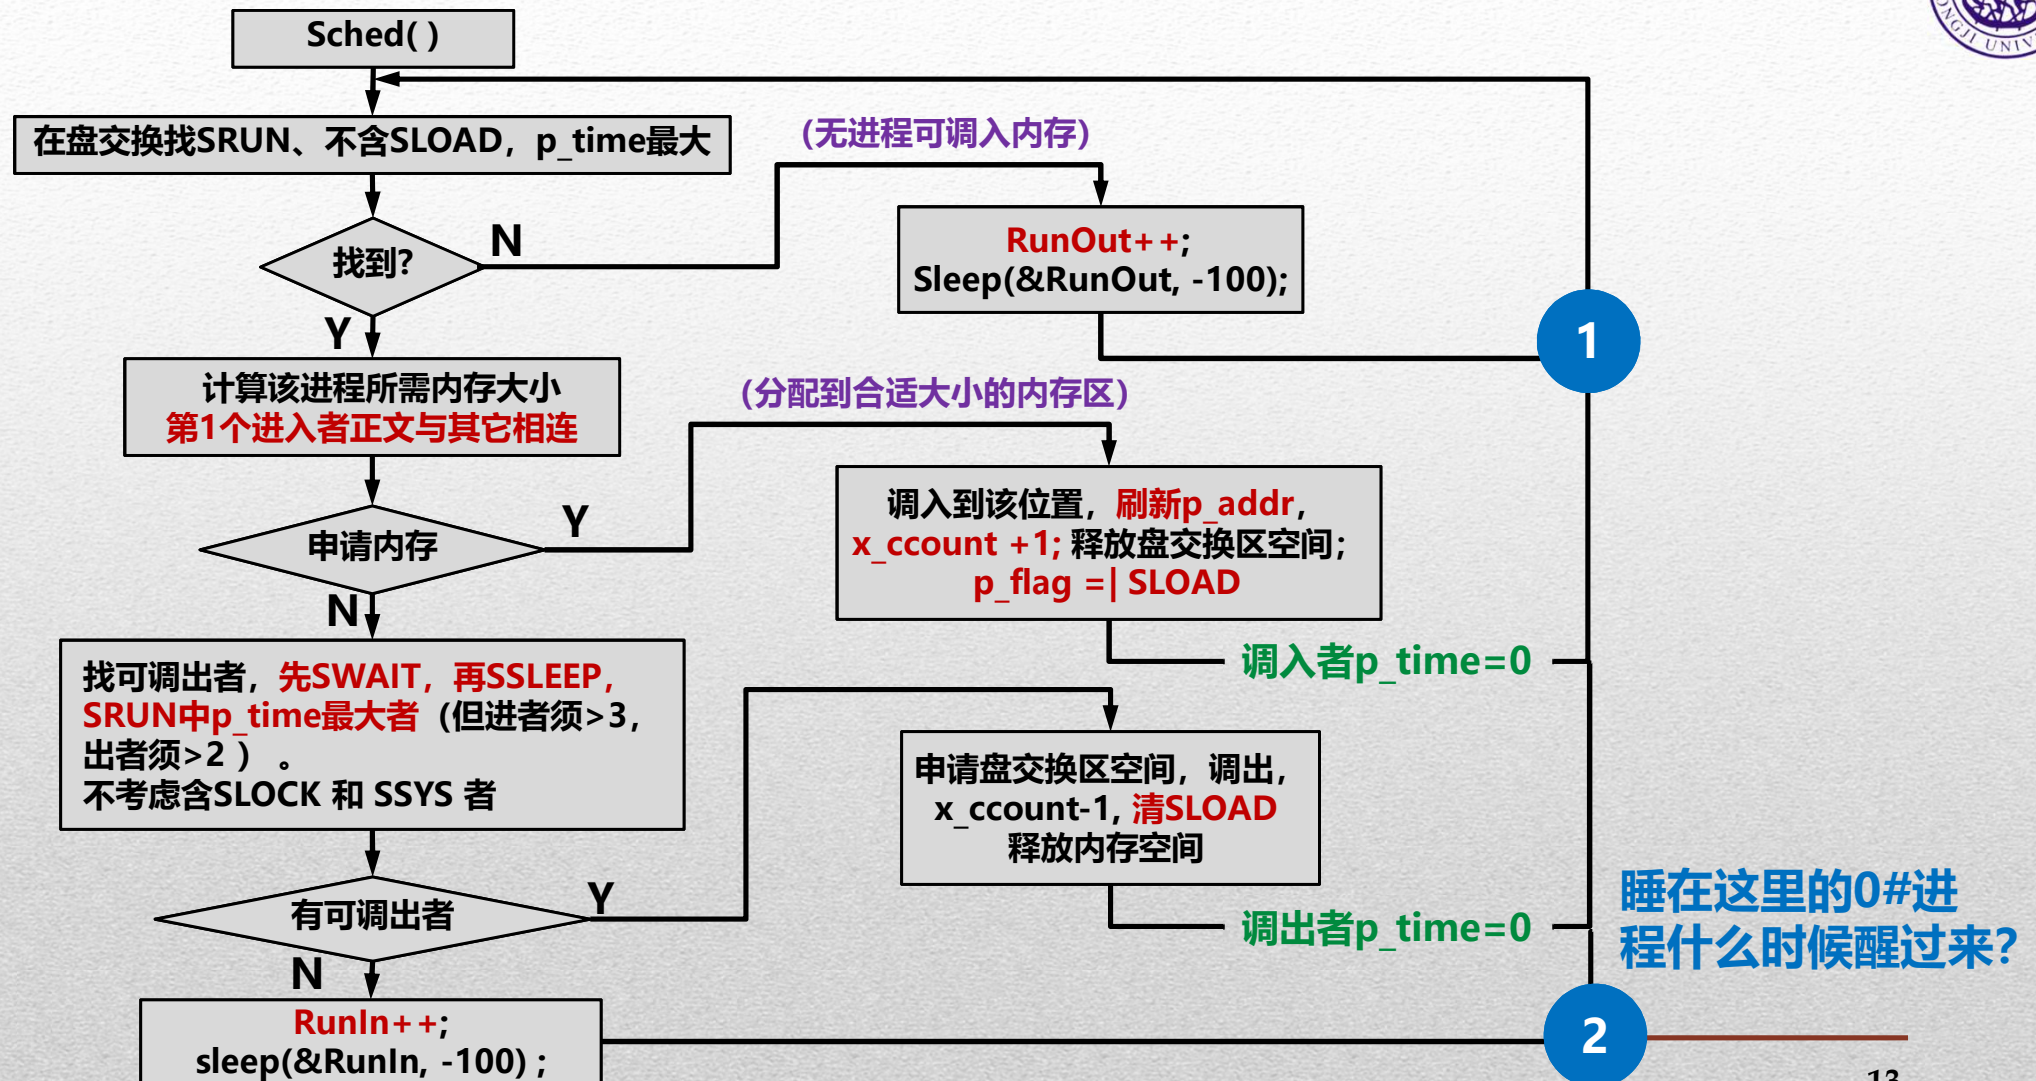 Sched( )
在盘交换找SRUN、不含SLOAD，p_time最大
(无进程可调入内存)
找到?
N
RunOut++;
Sleep(&RunOut, -100);
1
Y
计算该进程所需内存大小
第1个进入者正文与其它相连
(分配到合适大小的内存区)
申请内存
Y
调入到该位置，刷新p_addr，
x_ccount +1; 释放盘交换区空间；
p_flag =| SLOAD
N
调入者p_time=0
找可调出者，先SWAIT，再SSLEEP，
SRUN中p_time最大者（但进者须>3，
出者须>2 ） 。
不考虑含SLOCK 和 SSYS 者
申请盘交换区空间，调出，
x_ccount-1, 清SLOAD
释放内存空间
有可调出者
Y
调出者p_time=0
睡在这里的0#进
程什么时候醒过来？
N
RunIn++;
sleep(&RunIn, -100) ;
2
13